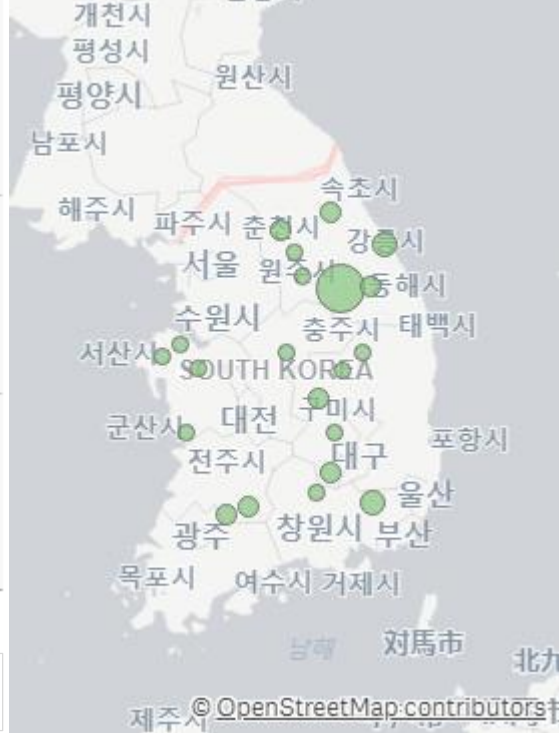 개천시
평성시
원산시
평양시
남포시
속초시
해주시
파주시 춘천시
강릉시
서울
원주시
동해시
수원시
충주시
태백시
서산시
SOUTH KOREA
대전
구미시
군산시
포항시
전주시
대구
울산
광주
창원시
부산
목포시
여수시
거제시
남해
対馬市
제주시
© OpenStreetMap contributors